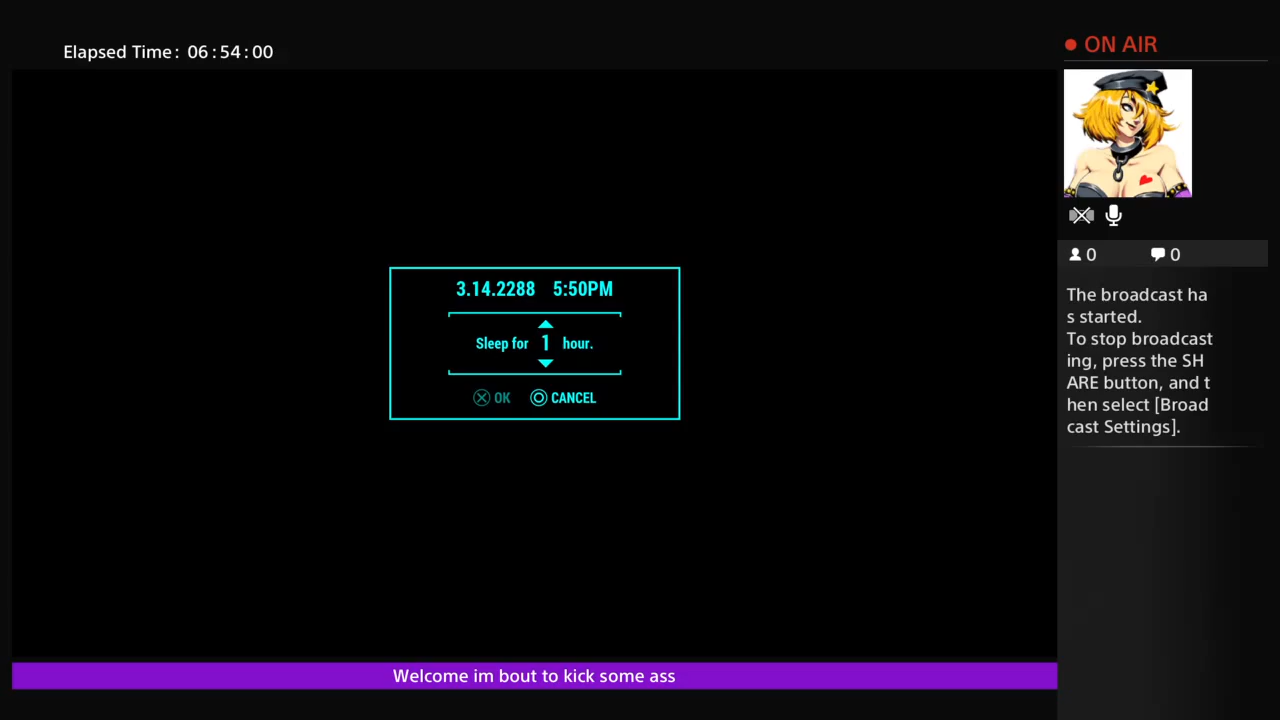 Elapsed Time: 06:54:00
ON AIR
3.14.2288 5:50PM
Sleep for 1 hour.
OK CANCEL
0 0
The broadcast ha
s started.
To stop broadcast
ing, press the SH
ARE button, and t
hen select [Broad
cast Settings].
Welcome im bout to kick some ass